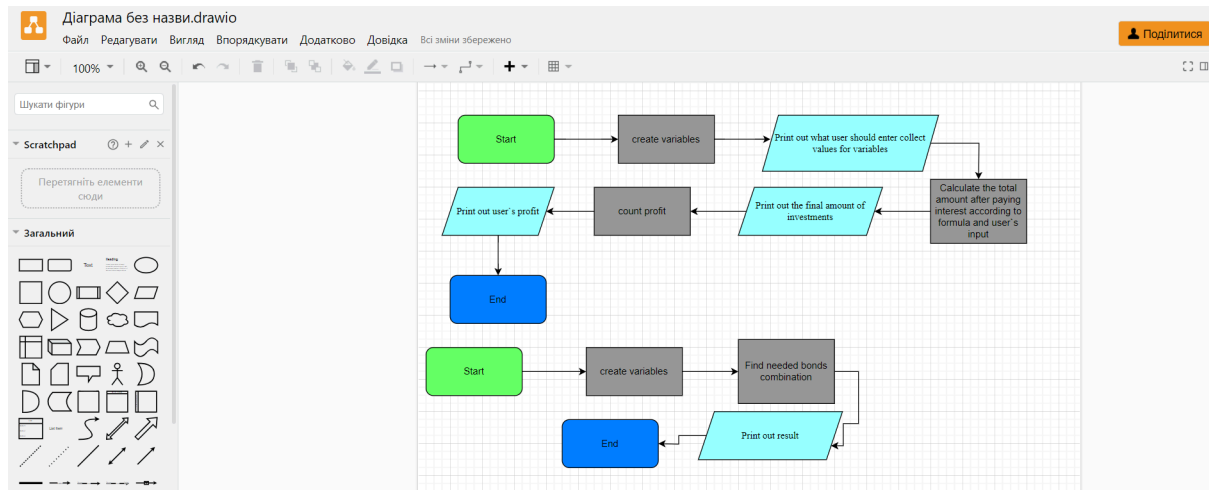 Діаграма без назви.drawio
Файл Редагувати Вигляд Впорядкувати Додатково Довідка Всі зміни збережено
Поділитися
100%
Шукати фігури
Scratchpad
Перетягніть елементи
сюди
Загальний
Text
Heading
List Item
Start
create variables
Print out what user should enter collect
values for variables
Calculate the total
amount after paying
interest according to
formula and user`s
input
Print out the final amount of
investments
count profit
Print out user`s profit
End
Start
create variables
Find needed bonds
combination
Print out result
End